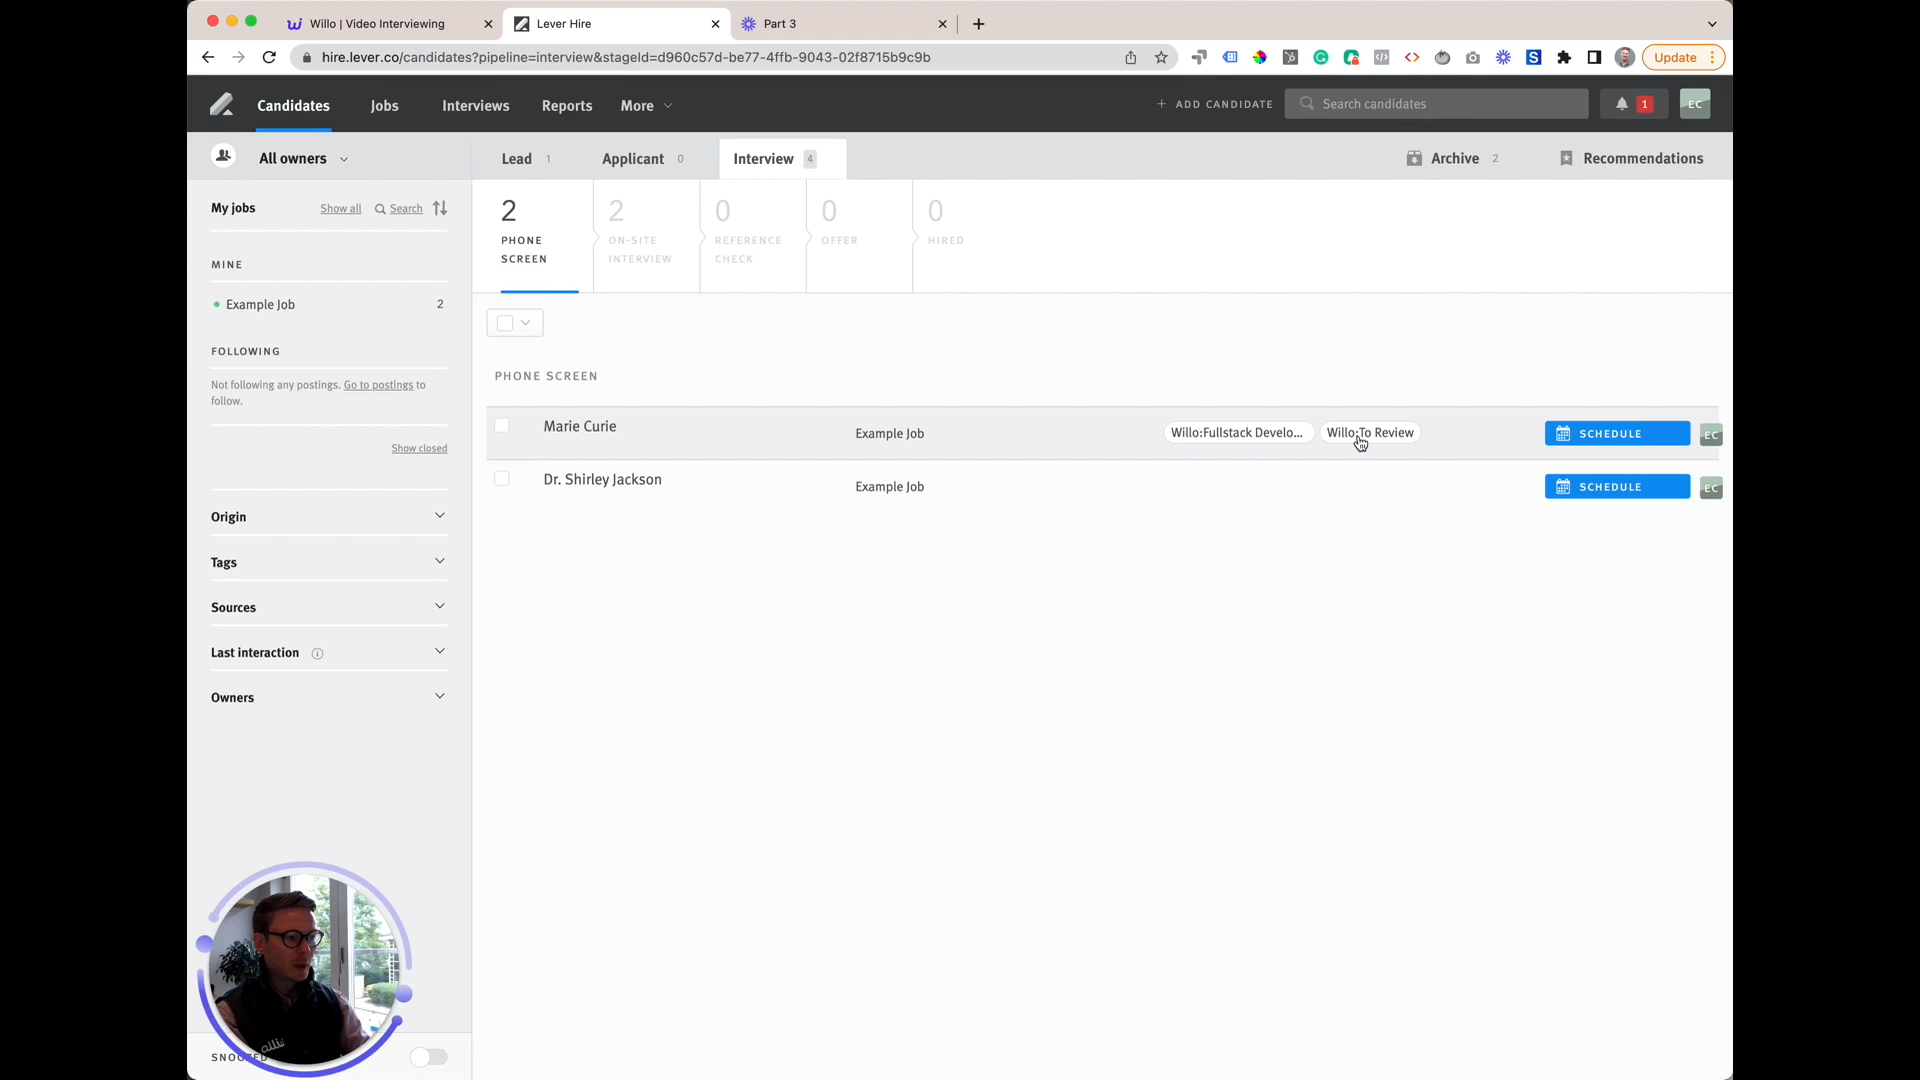 Willo | Video Interviewing
Lever Hire
Part 3
hire.lever.co/candidates?pipeline=interview&stageId=d960c57d-be77-4ffb-9043-02f8715b9c9b
Update
Candidates
Jobs
Interviews
Reports
More
+ ADD CANDIDATE
Search candidates
1
EC
All owners
Lead 1
Applicant 0
Interview 4
Archive 2
Recommendations
My jobs
Show all
Search
MINE
Example Job 2
FOLLOWING
Not following any postings. Go to postings to
follow.
Show closed
Origin
Tags
Sources
Last interaction
Owners
2
PHONE
SCREEN
2
ON-SITE
INTERVIEW
0
REFERENCE
CHECK
0
OFFER
0
HIRED
PHONE SCREEN
Marie Curie
Example Job
Willo:Fullstack Develo...
Willo:To Review
SCHEDULE
EC
Dr. Shirley Jackson
Example Job
SCHEDULE
EC